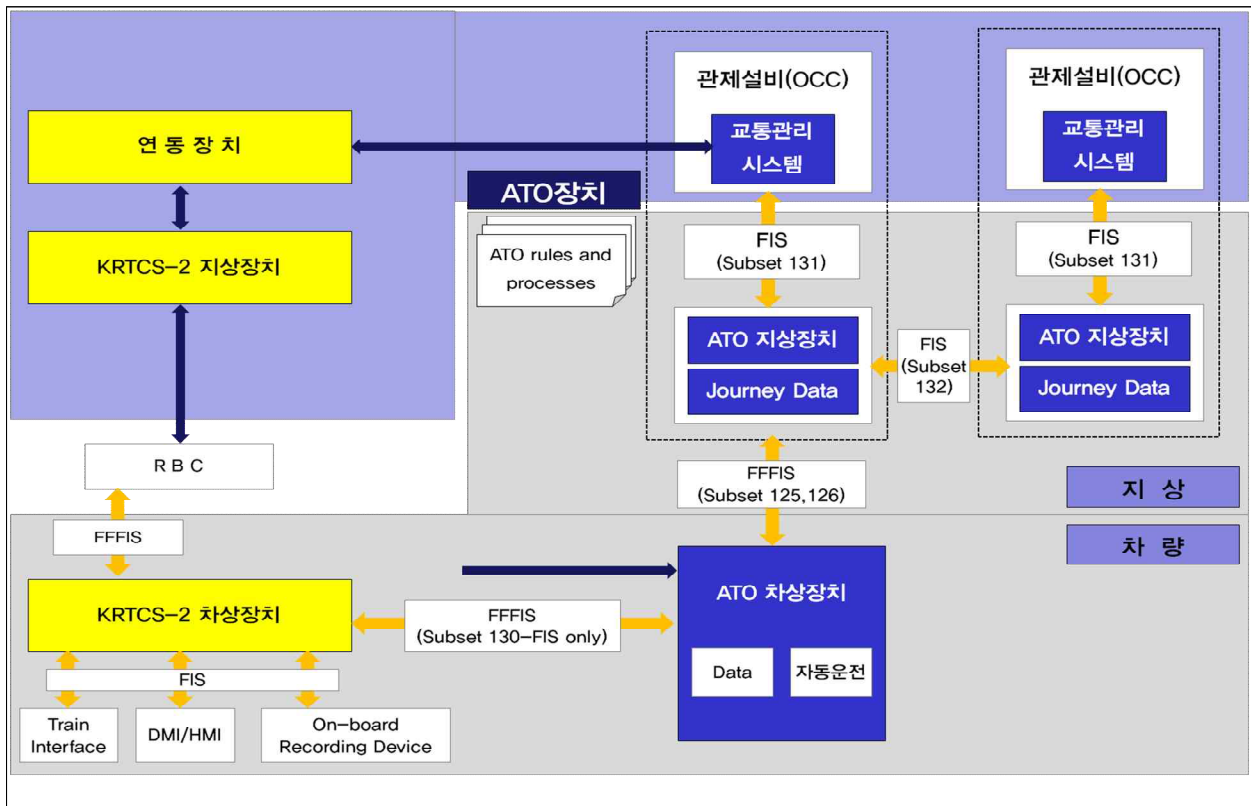 관제설비(OCC)
교통관리
시스템
관제설비(OCC)
교통관리
시스템
연 동 장 치
ATO장치
KRTCS-2 지상장치
ATO rules and
processes
FIS
(Subset 131)
FIS
(Subset 131)
ATO 지상장치
Journey Data
FIS
(Subset
132)
ATO 지상장치
Journey Data
R B C
FFFIS
(Subset 125,126)
지 상
차 량
FFFIS
KRTCS-2 차상장치
FFFIS
(Subset 130-FIS only)
ATO 차상장치
Data
자동운전
FIS
Train
Interface
DMI/HMI
On-board
Recording Device